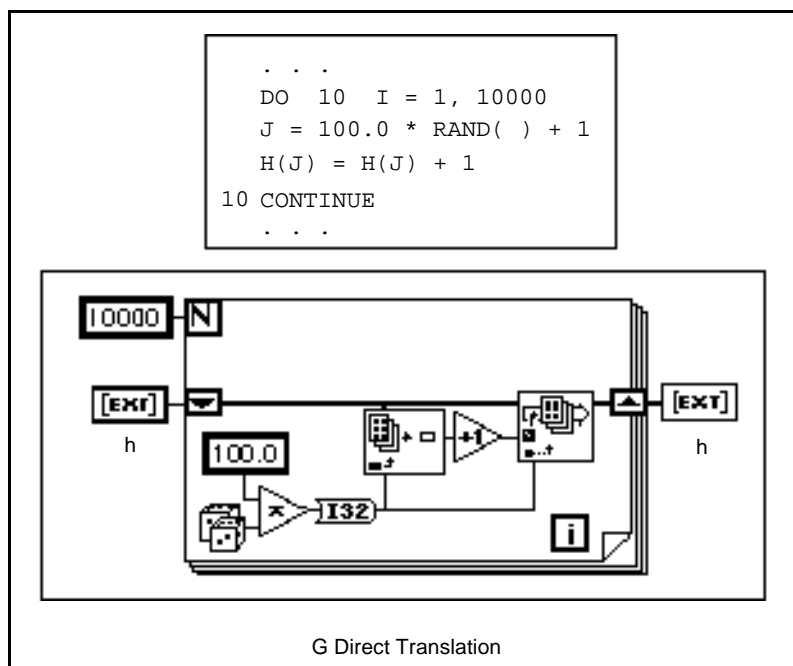 . . .
DO 10 I = 1, 10000
J = 100.0 * RAND( ) + 1
H(J) = H(J) + 1
10 CONTINUE
. . .
10000 N
[EXT] [EXT]
h h
+1
100.0
I32
i
G Direct Translation